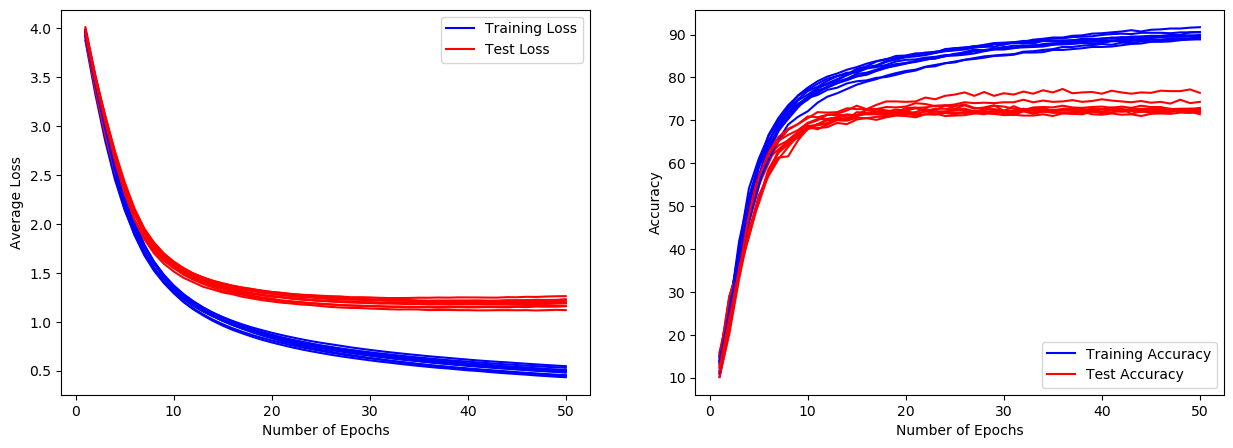 4.0
3.5
3.0
2.5
2.0
1.5
1.0
0.5
Average Loss
Training Loss
Test Loss
0 10 20 30 40 50
Number of Epochs
90
80
70
60
50
40
30
20
10
Accuracy
Training Accuracy
Test Accuracy
0 10 20 30 40 50
Number of Epochs